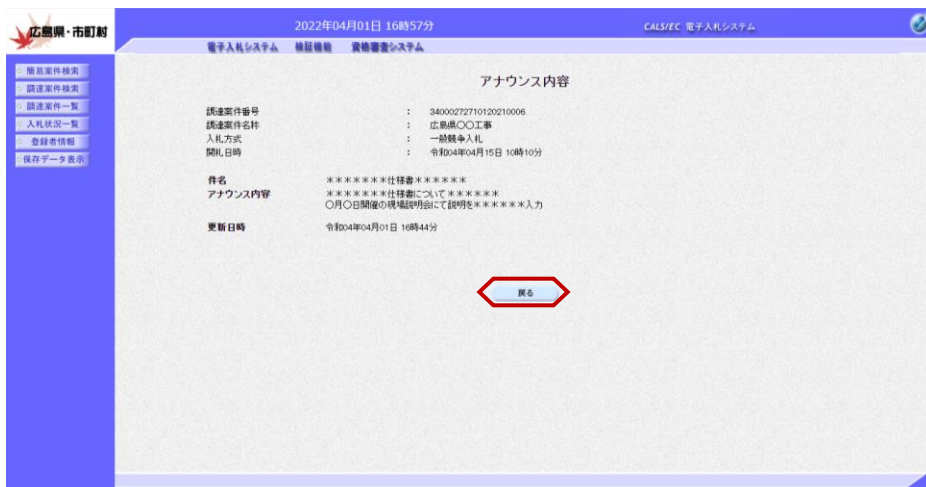 広島県・市町村
2022年04月01日 16時57分
CALS/EC 電子入札システム
電子入札システム 検証機能 資格審査システム
簡易案件検索
調達案件検索
調達案件一覧
入札状況一覧
登録者情報
保存データ表示
アナウンス内容
調達案件番号 : 34000272710120210006
調達案件名称 : 広島県〇〇工事
入札方式 : 一般競争入札
開札日時 : 令和04年04月15日 10時10分
件名 ＊＊＊＊＊＊＊仕様書＊＊＊＊＊＊
アナウンス内容 ＊＊＊＊＊＊＊仕様書について＊＊＊＊＊＊
〇月〇日開催の現場説明会にて説明を＊＊＊＊＊＊入力
更新日時 令和04年04月01日 16時44分
戻る